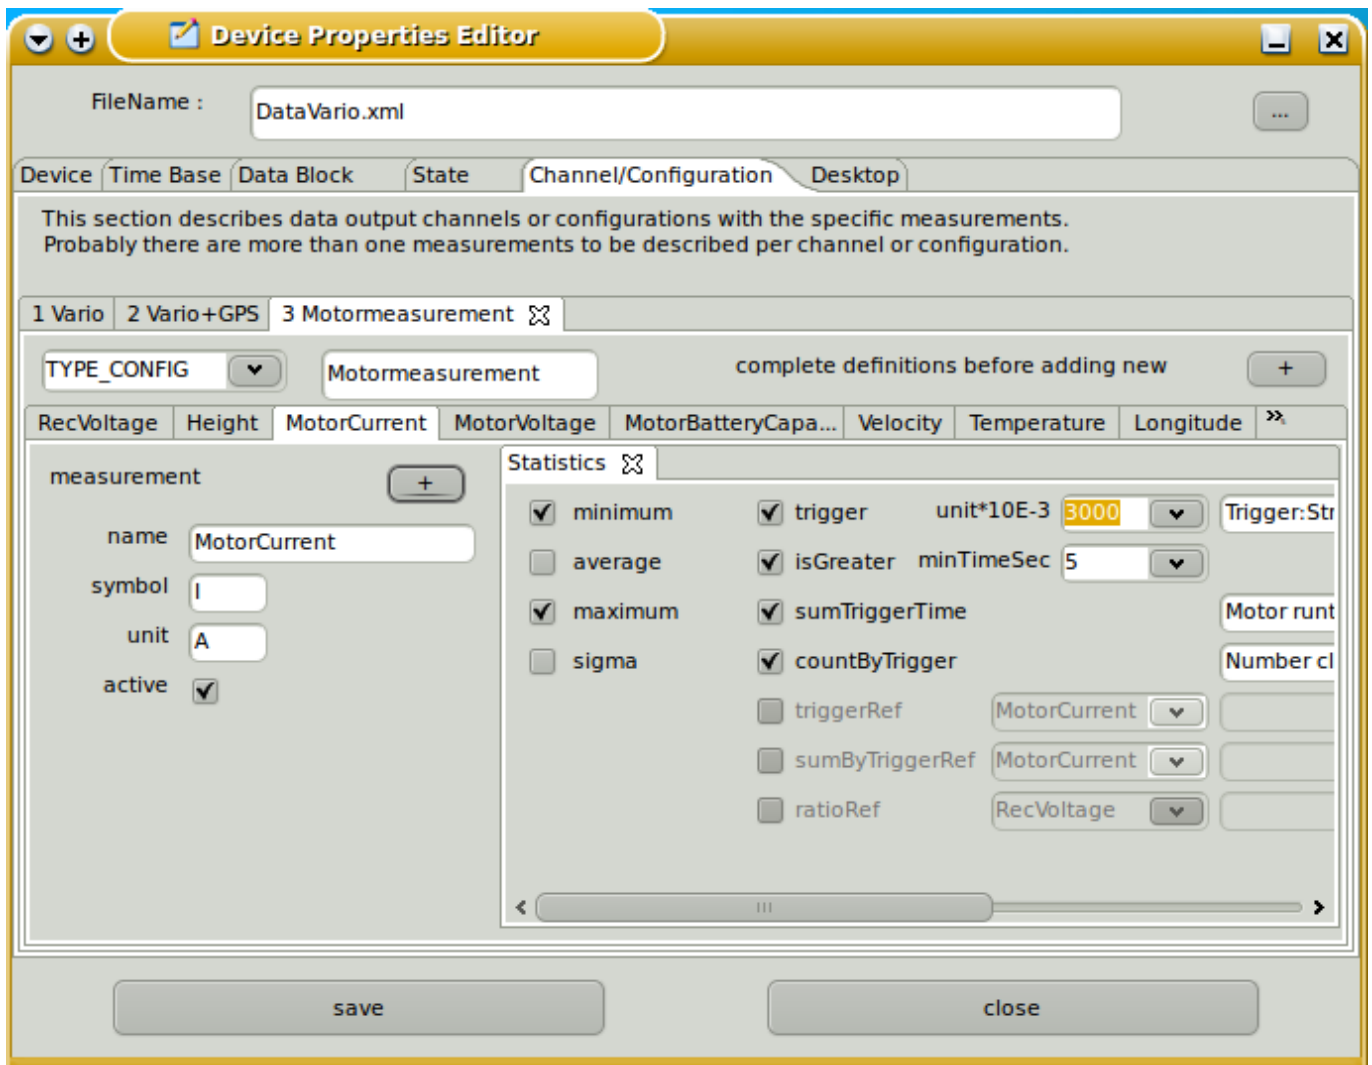 Device Properties Editor
FileName :
DataVario.xml
...
Device Time Base Data Block State Channel/Configuration Desktop
This section describes data output channels or configurations with the specific measurements.
Probably there are more than one measurements to be described per channel or configuration.
1 Vario 2 Vario+GPS 3 Motormeasurement
TYPE_CONFIG Motormeasurement complete definitions before adding new +
RecVoltage Height MotorCurrent MotorVoltage MotorBatteryCapa... Velocity Temperature Longitude »
measurement +
name MotorCurrent
symbol I
unit A
active
Statistics
minimum trigger unit*10E-3 3000 Trigger:Str
average isGreater minTimeSec 5
maximum sumTriggerTime Motor runt
sigma countByTrigger Number cl
triggerRef MotorCurrent
sumByTriggerRef MotorCurrent
ratioRef RecVoltage
save close